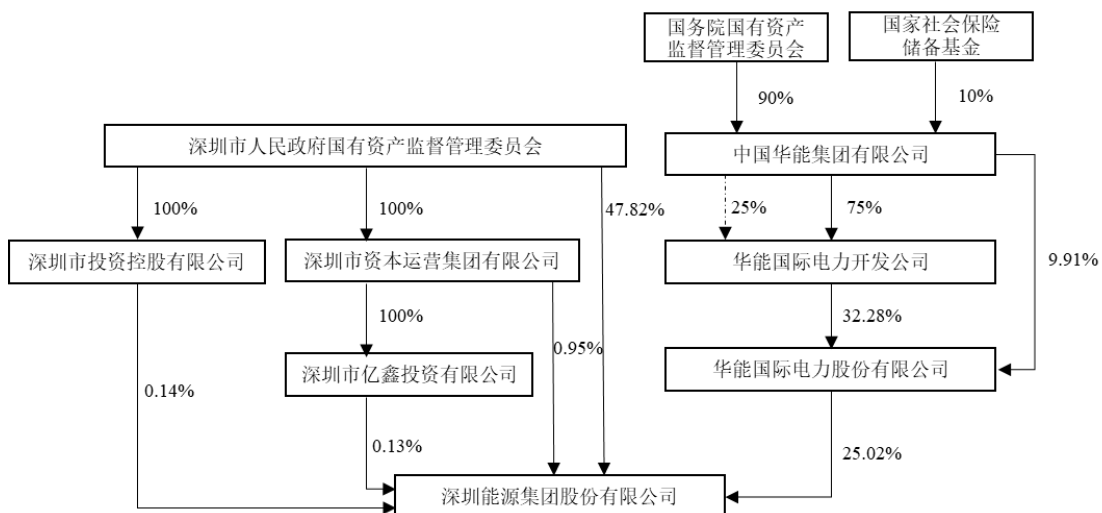 国务院国有资产
监督管理委员会
国家社会保险
储备基金
90%
10%
深圳市人民政府国有资产监督管理委员会
中国华能集团有限公司
100%
100%
47.82%
25%
75%
深圳市投资控股有限公司
深圳市资本运营集团有限公司
华能国际电力开发公司
9.91%
100%
32.28%
0.95%
深圳市亿鑫投资有限公司
华能国际电力股份有限公司
0.14%
0.13%
25.02%
深圳能源集团股份有限公司